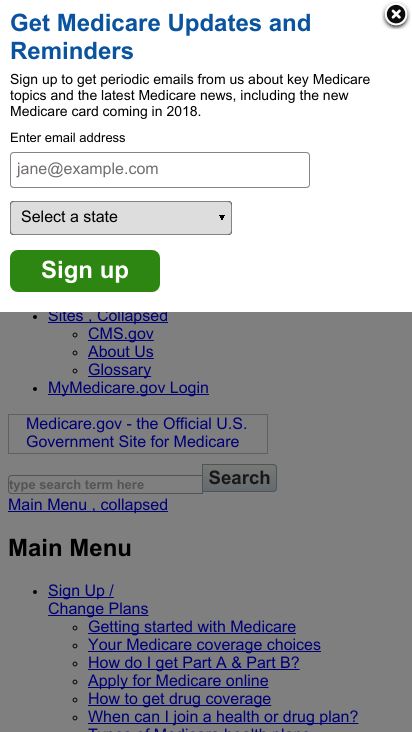 Get Medicare Updates and
Reminders
Sign up to get periodic emails from us about key Medicare
topics and the latest Medicare news, including the new
Medicare card coming in 2018.
Enter email address
jane@example.com
Select a state
Sign up
Sites , Collapsed
CMS.gov
About Us
Glossary
MyMedicare.gov Login
Medicare.gov - the Official U.S.
Government Site for Medicare
type search term here
Search
Main Menu , collapsed
Main Menu
Sign Up /
Change Plans
Getting started with Medicare
Your Medicare coverage choices
How do I get Part A & Part B?
Apply for Medicare online
How to get drug coverage
When can I join a health or drug plan?
Types of Medicare health plans